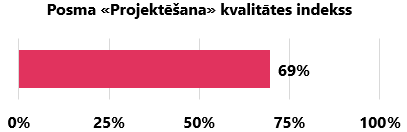 Posma «Projektēšana» kvalitātes indekss
69%
0% 25% 50% 75% 100%